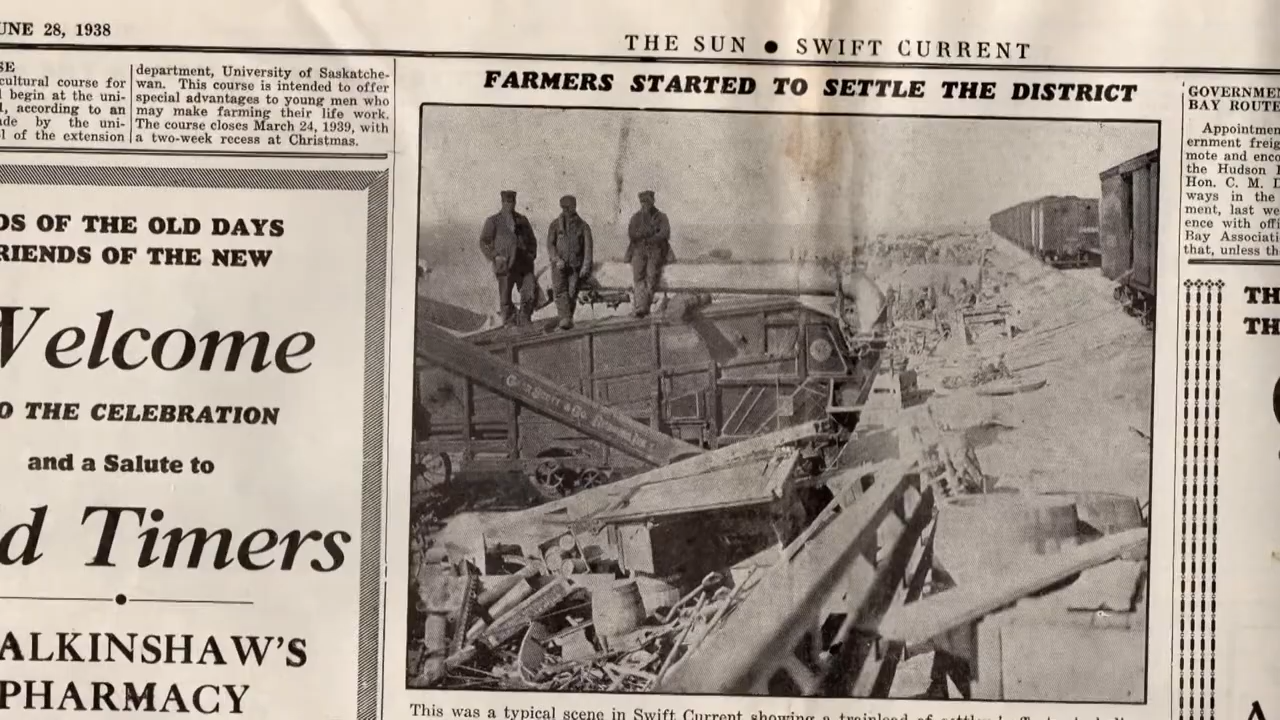 UNE 28, 1938
THE SUN ● SWIFT CURRENT
SE
cultural course for
l begin at the uni-
l, according to an
de by the uni-
l of the extension
department, University of Saskatche-
wan. This course is intended to offer
special advantages to young men who
may make farming their life work.
The course closes March 24, 1939, with
a two-week recess at Christmas.
DS OF THE OLD DAYS
RIENDS OF THE NEW
Welcome
O THE CELEBRATION
and a Salute to
d Timers
ALKINSHAW'S
PHARMACY
FARMERS STARTED TO SETTLE THE DISTRICT
This was a typical scene in Swift Current showing a trainload of settler's
GOVERNMEN
BAY ROUTE
Appointmen
ernment freig
mote and enco
the Hudson
Hon. C. M. D
ways in the
ment, last we
ence with offi
Bay Associati
that, unless th
TH
TH